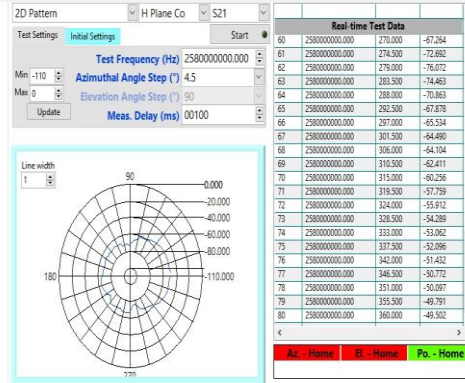 2D Pattern H Plane Co S21
Test Settings Initial Settings Start
Test Frequency (Hz) 2580000000.000
Min -110 Azimuthal Angle Step (°) 4.5
Max 0 Elevation Angle Step (°) 90
Update Meas. Delay (ms) 00100
Line width
1
90
0.000
-20.000
-40.000
-60.000
-80.000
180
-110.000
270
Real-time Test Data
60 2580000000.000 270.000 -67.264
61 2580000000.000 274.500 -72.692
62 2580000000.000 279.000 -76.072
63 2580000000.000 283.500 -74.463
64 2580000000.000 288.000 -70.863
65 2580000000.000 292.500 -67.878
66 2580000000.000 297.000 -65.534
67 2580000000.000 301.500 -64.490
68 2580000000.000 306.000 -64.104
69 2580000000.000 310.500 -62.411
70 2580000000.000 315.000 -60.256
71 2580000000.000 319.500 -57.759
72 2580000000.000 324.000 -55.912
73 2580000000.000 328.500 -54.289
74 2580000000.000 333.000 -53.062
75 2580000000.000 337.500 -52.096
76 2580000000.000 342.000 -51.432
77 2580000000.000 346.500 -50.772
78 2580000000.000 351.000 -50.097
79 2580000000.000 355.500 -49.791
80 2580000000.000 360.000 -49.502
Az. - Home El. - Home Po. - Home